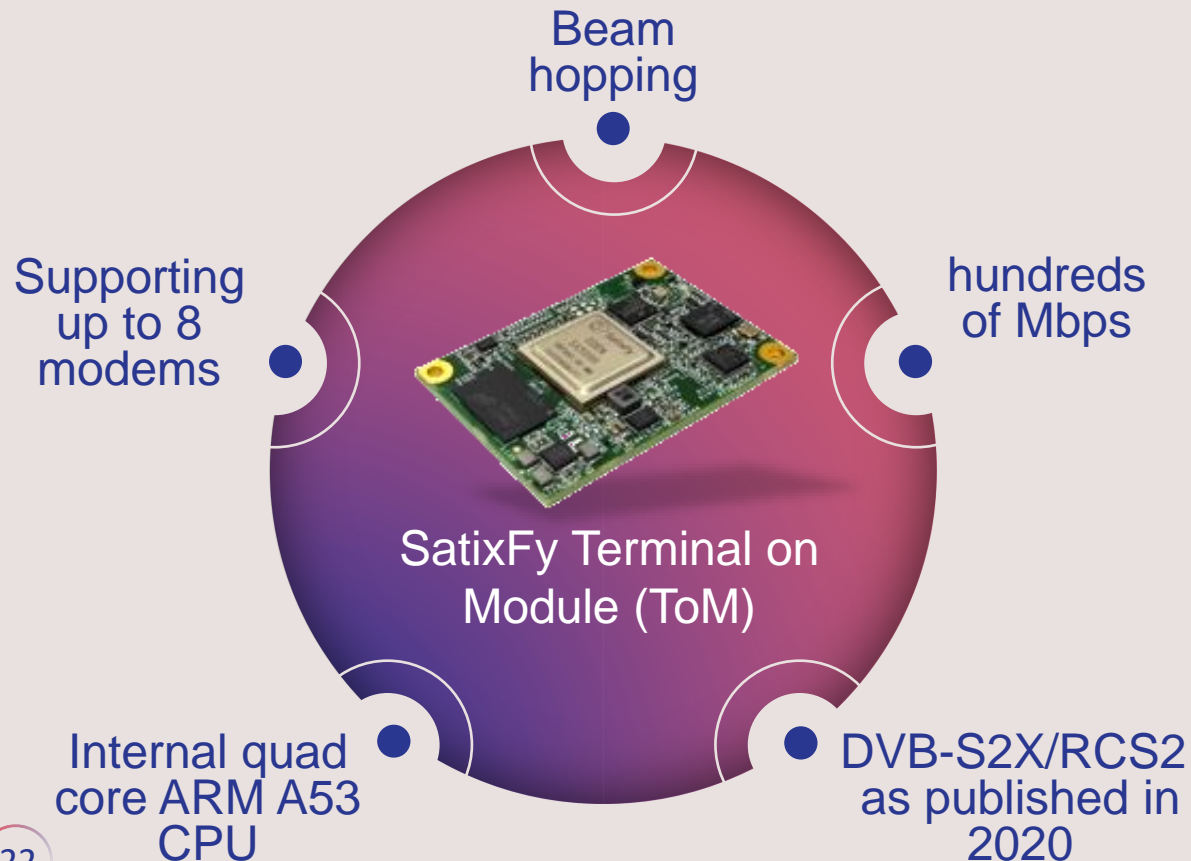 Beam
hopping
Supporting
up to 8
modems
hundreds
of Mbps
SatixFy Terminal on
Module (ToM)
Internal quad
core ARM A53
CPU
DVB-S2X/RCS2
as published in
2020
22